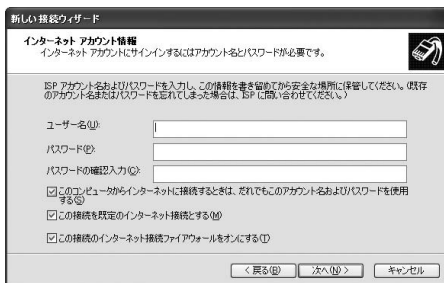 新しい接続ウィザード
インターネット アカウント情報
インターネット アカウントにサインインするにはアカウント名とパスワードが必要です。
ISP アカウント名およびパスワードを入力し、この情報を書き留めてから安全な場所に保管してください。(既存
のアカウント名またはパスワードを忘れてしまった場合は、ISP に問い合わせてください。)
ユーザー名(U):
パスワード(P):
パスワードの確認入力(C):
このコンピュータからインターネットに接続するときは、だれでもこのアカウント名およびパスワードを使用
する(S)
この接続を既定のインターネット接続とする(M)
この接続のインターネット接続ファイアウォールをオンにする(T)
< 戻る(B)
次へ(N) >
キャンセル